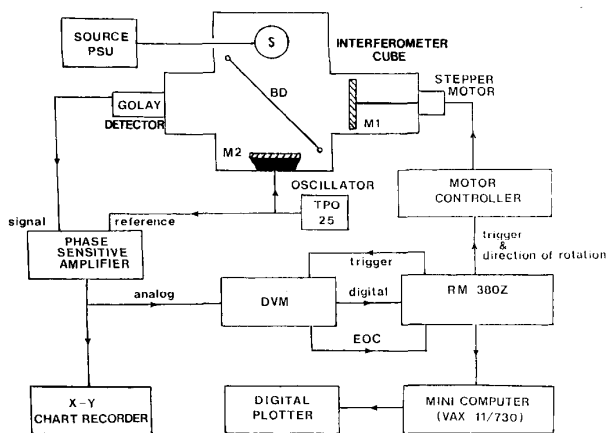 SOURCE
PSU
S
INTERFEROMETER
CUBE
STEPPER
MOTOR
GOLAY
DETECTOR
BD
M1
M2
OSCILLATOR
TPO
25
MOTOR
CONTROLLER
signal
reference
PHASE
SENSITIVE
AMPLIFIER
trigger
&
direction of rotation
trigger
analog
DVM
digital
RM 380Z
EOC
X-Y
CHART RECORDER
DIGITAL
PLOTTER
MINI COMPUTER
(VAX 11/730)